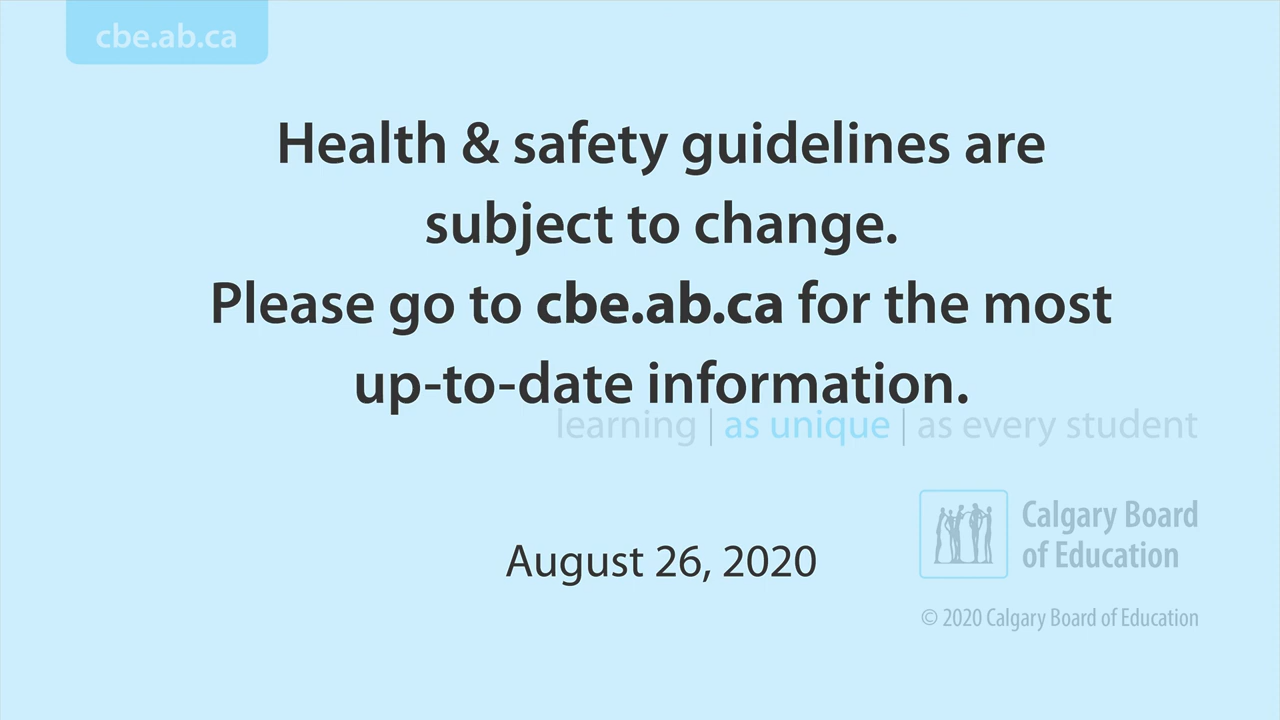 cbe.ab.ca
Health & safety guidelines are
subject to change.
Please go to cbe.ab.ca for the most
up-to-date information.
learning | as unique | as every student
August 26, 2020
Calgary Board
of Education
© 2020 Calgary Board of Education